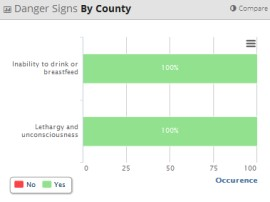 Danger Signs By County
Compare
Inability to drink or
breastfeed
100%
Lethargy and
unconsciousness
100%
0 25 50 75 100
Occurence
No Yes